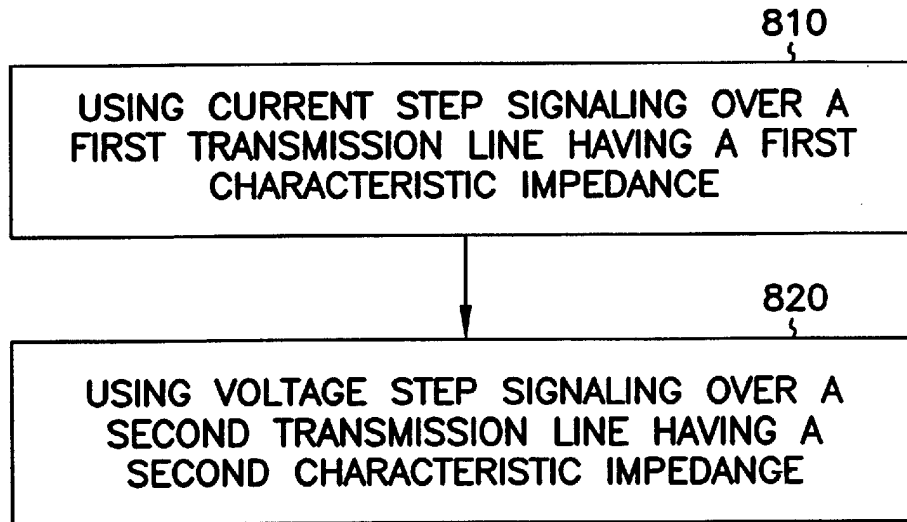 810
USING CURRENT STEP SIGNALING OVER A
FIRST TRANSMISSION LINE HAVING A FIRST
CHARACTERISTIC IMPEDANCE
820
USING VOLTAGE STEP SIGNALING OVER A
SECOND TRANSMISSION LINE HAVING A
SECOND CHARACTERISTIC IMPEDANGE